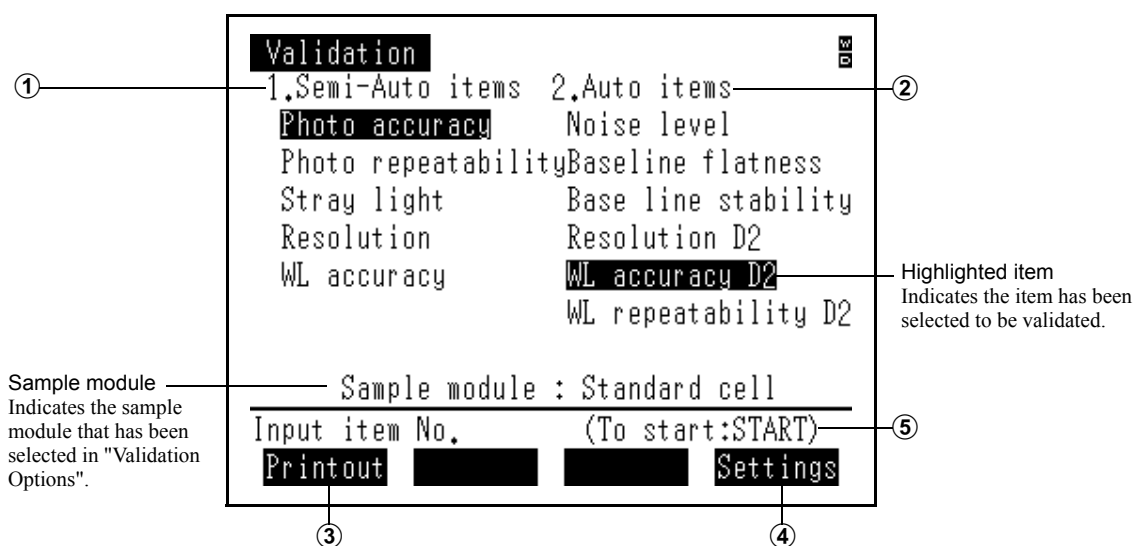 Validation
W
D
① 1.Semi-Auto items 2.Auto items ②
Photo accuracy Noise level
Photo repeatability Baseline flatness
Stray light Base line stability
Resolution Resolution D2
WL accuracy WL accuracy D2
WL repeatability D2
Highlighted item
Indicates the item has been
selected to be validated.
Sample module
Indicates the sample
module that has been
selected in "Validation
Options".
Sample module : Standard cell
Input item No. (To start:START) ⑤
Printout Settings
③ ④